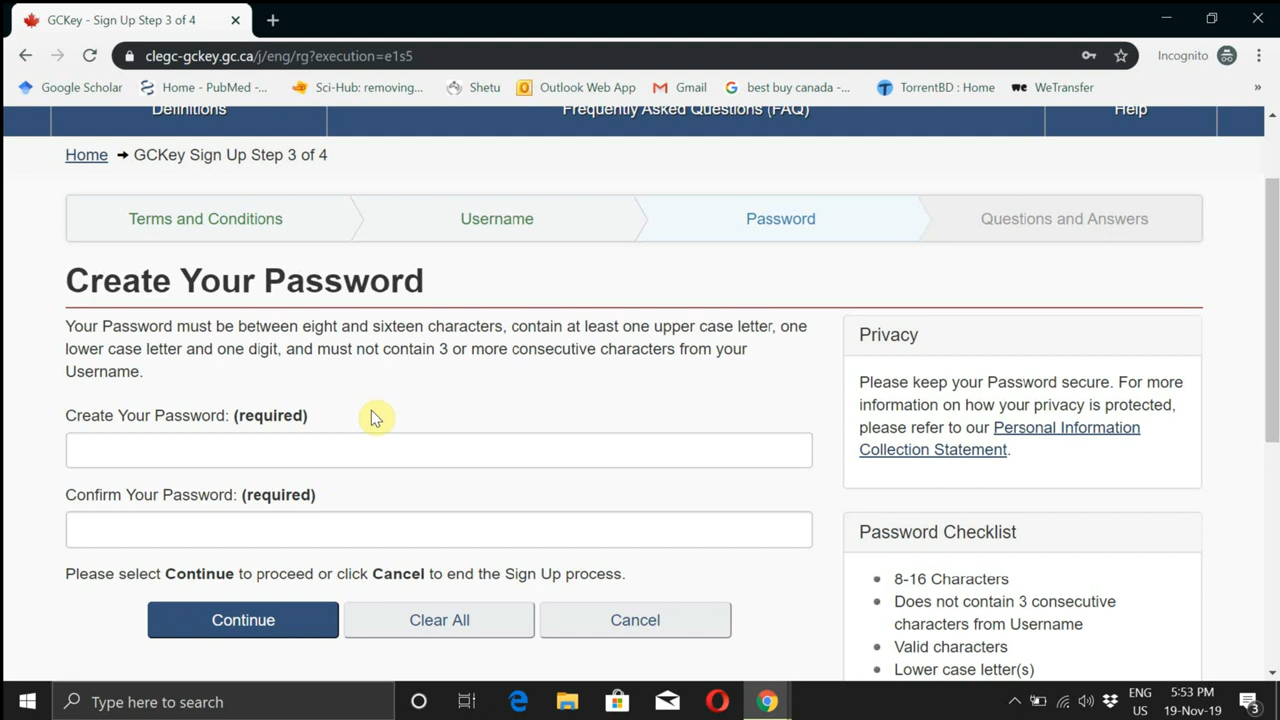 GCKey - Sign Up Step 3 of 4
clegc-gckey.gc.ca/j/eng/rg?execution=e1s5
Incognito
Google Scholar
Home - PubMed -...
Sci-Hub: removing...
Shetu
Outlook Web App
Gmail
best buy canada -...
TorrentBD : Home
WeTransfer
»
Definitions
Frequently Asked Questions (FAQ)
Help
Home → GCKey Sign Up Step 3 of 4
Terms and Conditions
Username
Password
Questions and Answers
Create Your Password
Your Password must be between eight and sixteen characters, contain at least one upper case letter, one
lower case letter and one digit, and must not contain 3 or more consecutive characters from your
Username.
Create Your Password: (required)
Confirm Your Password: (required)
Please select Continue to proceed or click Cancel to end the Sign Up process.
Continue
Clear All
Cancel
Privacy
Please keep your Password secure. For more
information on how your privacy is protected,
please refer to our Personal Information
Collection Statement.
Password Checklist
8-16 Characters
Does not contain 3 consecutive
characters from Username
Valid characters
Lower case letter(s)
Type here to search
ENG
US
5:53 PM
19-Nov-19
3